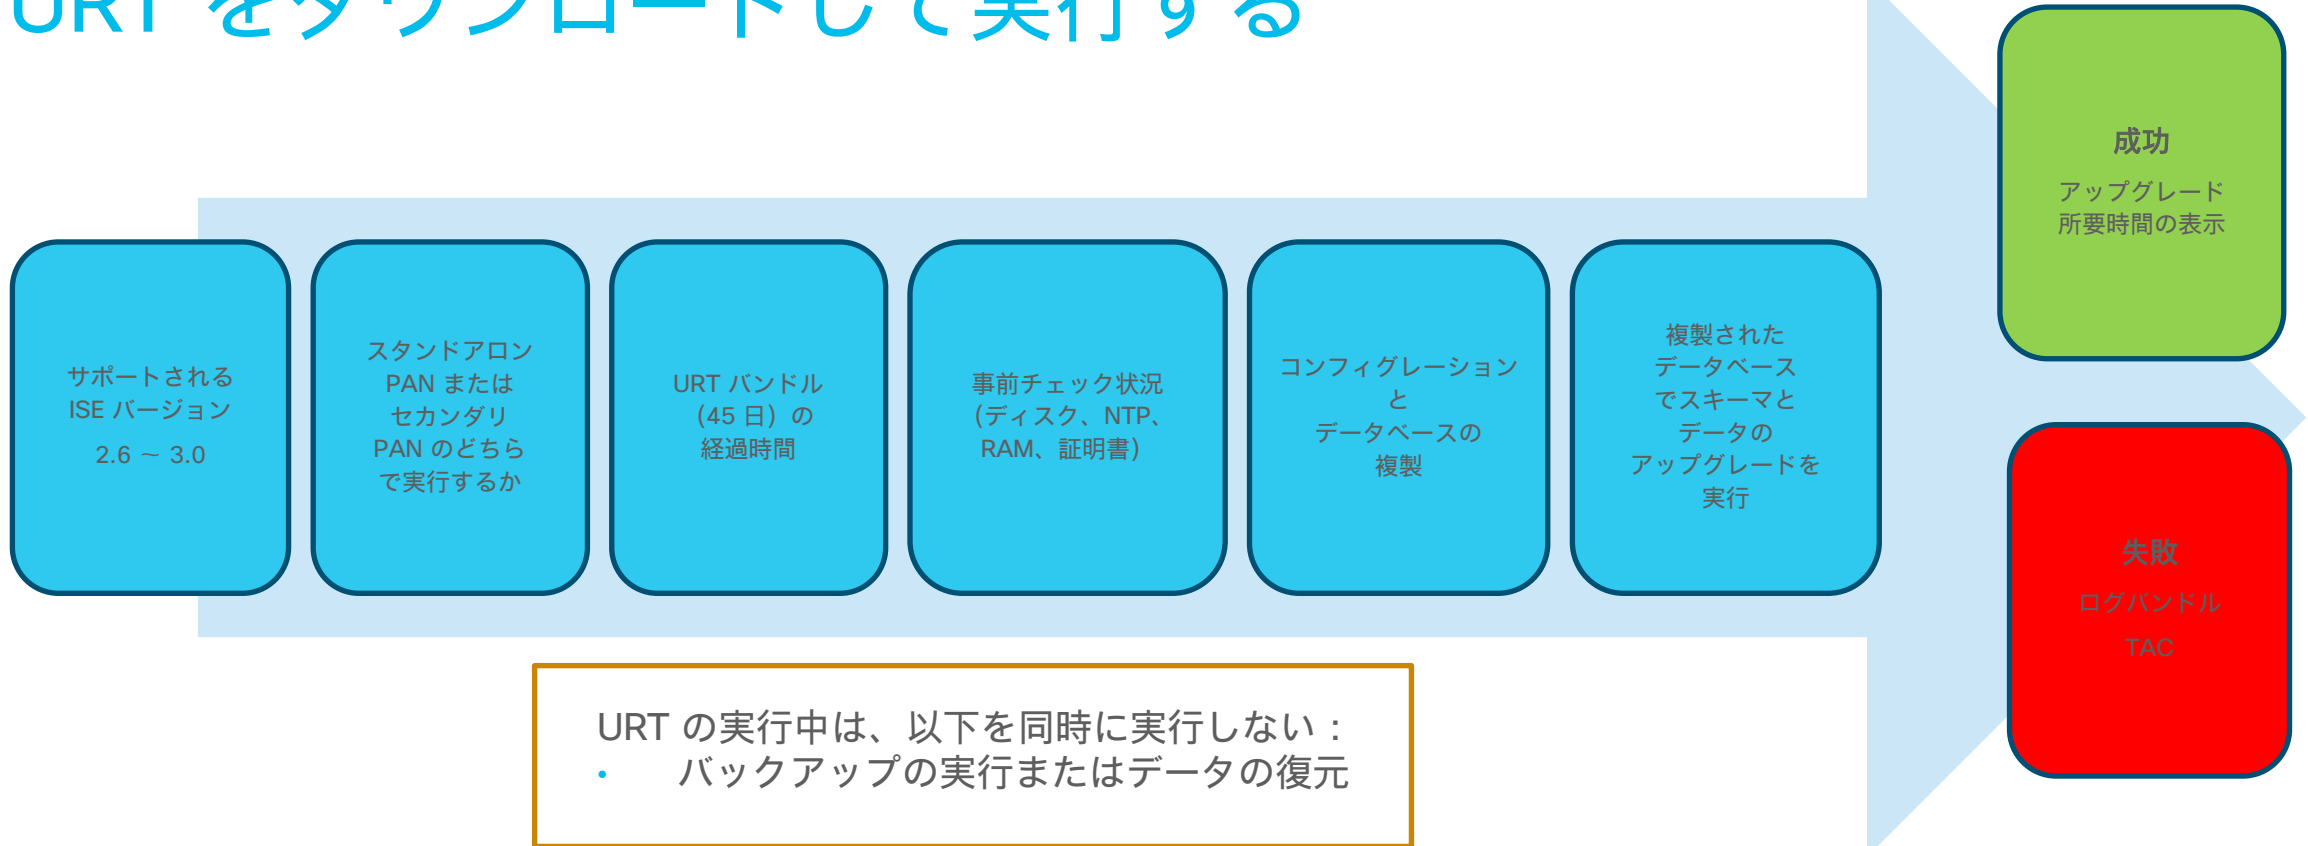 URT をダウンロードして実行する
サポートされる
ISE バージョン
2.6 ～ 3.0
スタンドアロン
PAN または
セカンダリ
PAN のどちら
で実行するか
URT バンドル
（45 日）の
経過時間
事前チェック状況
（ディスク、NTP、
RAM、証明書）
コンフィグレーション
と
データベースの
複製
複製された
データベース
でスキーマと
データの
アップグレードを
実行
成功
アップグレード
所要時間の表示
失敗
ログバンドル
TAC
URT の実行中は、以下を同時に実行しない：
• バックアップの実行またはデータの復元